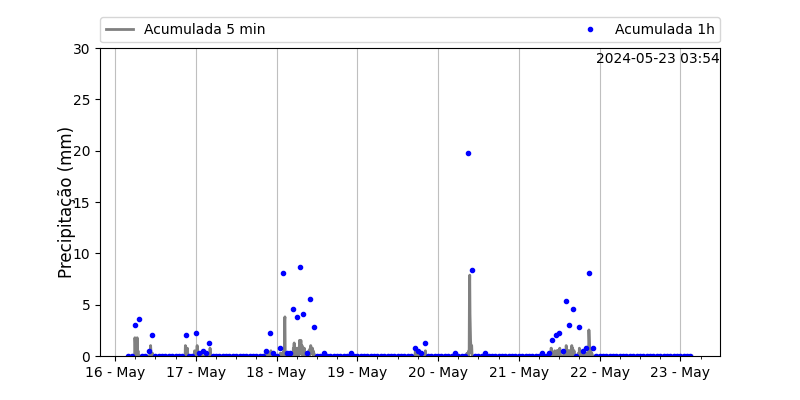 Acumulada 5 min
Acumulada 1h
2024-05-23 03:54
Precipitação (mm)
30
25
20
15
10
5
0
16 - May
17 - May
18 - May
19 - May
20 - May
21 - May
22 - May
23 - May